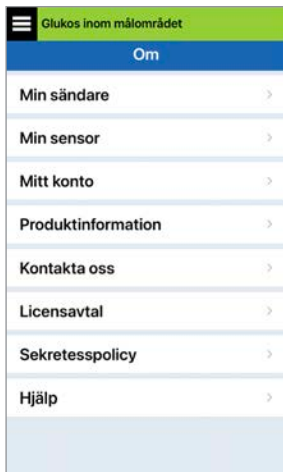 Glukos inom målområdet
Om
Min sändare
Min sensor
Mitt konto
Produktinformation
Kontakta oss
Licensavtal
Sekretesspolicy
Hjälp